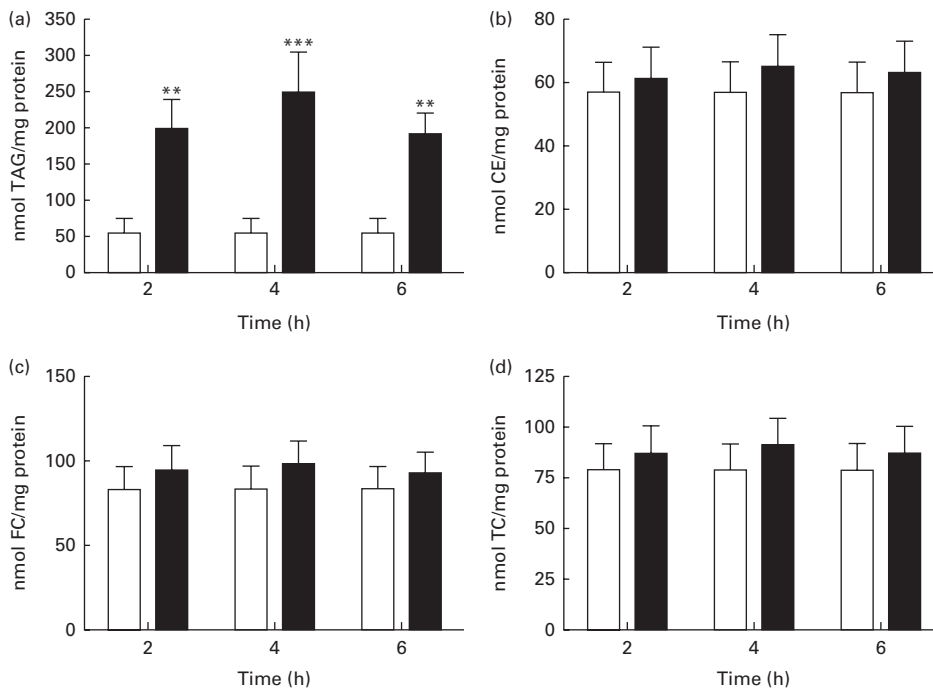 (a)
nmol TAG/mg protein
350
300
250
200
150
100
50
0
**
***
**
2 4 6
Time (h)
(b)
nmol CE/mg protein
80
60
40
20
0
2 4 6
Time (h)
(c)
nmol FC/mg protein
150
100
50
0
2 4 6
Time (h)
(d)
nmol TC/mg protein
125
100
75
50
25
0
2 4 6
Time (h)